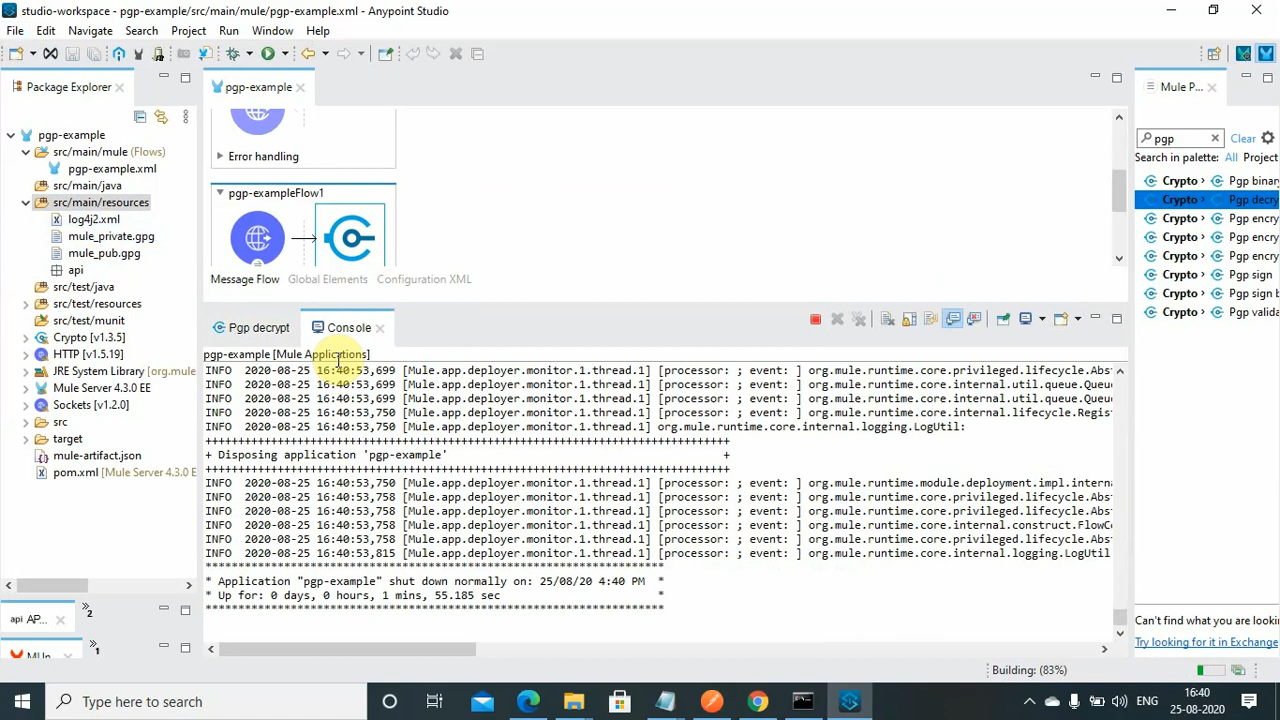 studio-workspace - pgp-example/src/main/mule/pgp-example.xml - Anypoint Studio
File Edit Navigate Search Project Run Window Help
Package Explorer
pgp-example
src/main/mule (Flows)
pgp-example.xml
src/main/java
src/main/resources
log4j2.xml
mule_private.gpg
mule_pub.gpg
api
src/test/java
src/test/resources
src/test/munit
Crypto [v1.3.5]
HTTP [v1.5.19]
JRE System Library [org.mule
Mule Server 4.3.0 EE
Sockets [v1.2.0]
src
target
mule-artifact.json
pom.xml [Mule Server 4.3.0 E
api AP...
»2
MUn
»1
pgp-example
Error handling
pgp-exampleFlow1
Message Flow Global Elements Configuration XML
Pgp decrypt Console
pgp-example [Mule Applications]
INFO 2020-08-25 16:40:53,699 [Mule.app.deployer.monitor.1.thread.1] [processor: ; event: ] org.mule.runtime.core.privileged.lifecycle.Abs
INFO 2020-08-25 16:40:53,699 [Mule.app.deployer.monitor.1.thread.1] [processor: ; event: ] org.mule.runtime.core.internal.util.queue.Queu
INFO 2020-08-25 16:40:53,699 [Mule.app.deployer.monitor.1.thread.1] [processor: ; event: ] org.mule.runtime.core.internal.util.queue.Queu
INFO 2020-08-25 16:40:53,750 [Mule.app.deployer.monitor.1.thread.1] [processor: ; event: ] org.mule.runtime.core.internal.lifecycle.Regis
INFO 2020-08-25 16:40:53,750 [Mule.app.deployer.monitor.1.thread.1] org.mule.runtime.core.internal.logging.LogUtil:
++++++++++++++++++++++++++++++++++++++++++++++++++++++++++++++++++++
+ Disposing application 'pgp-example' +
++++++++++++++++++++++++++++++++++++++++++++++++++++++++++++++++++++
INFO 2020-08-25 16:40:53,750 [Mule.app.deployer.monitor.1.thread.1] [processor: ; event: ] org.mule.runtime.module.deployment.impl.intern
INFO 2020-08-25 16:40:53,758 [Mule.app.deployer.monitor.1.thread.1] [processor: ; event: ] org.mule.runtime.core.privileged.lifecycle.Abs
INFO 2020-08-25 16:40:53,758 [Mule.app.deployer.monitor.1.thread.1] [processor: ; event: ] org.mule.runtime.core.privileged.lifecycle.Abs
INFO 2020-08-25 16:40:53,758 [Mule.app.deployer.monitor.1.thread.1] [processor: ; event: ] org.mule.runtime.core.internal.construct.FlowCo
INFO 2020-08-25 16:40:53,758 [Mule.app.deployer.monitor.1.thread.1] [processor: ; event: ] org.mule.runtime.core.privileged.lifecycle.Abs
INFO 2020-08-25 16:40:53,815 [Mule.app.deployer.monitor.1.thread.1] [processor: ; event: ] org.mule.runtime.core.internal.logging.LogUtil
**********************************************************
* Application "pgp-example" shut down normally on: 25/08/20 4:40 PM *
* Up for: 0 days, 0 hours, 1 mins, 55.185 sec *
**********************************************************
Mule P...
pgp Clear
Search in palette: All Project
Crypto > Pgp binar
Crypto > Pgp decry
Crypto > Pgp encry
Crypto > Pgp encry
Crypto > Pgp encry
Crypto > Pgp sign
Crypto > Pgp sign b
Crypto > Pgp valida
Can't find what you are lookin
Try looking for it in Exchange
Building: (83%)
Type here to search
ENG
16:40
25-08-2020